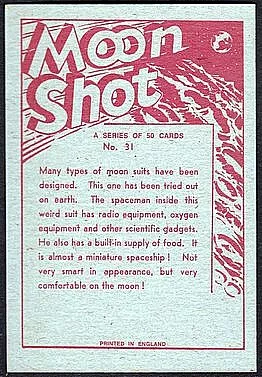 Moon
Shot
A SERIES OF 50 CARDS
No. 31
Many types of moon suits have been
designed. This one has been tried out
on earth. The spaceman inside this
weird suit has radio equipment, oxygen
equipment and other scientific gadgets.
He also has a built-in supply of food. It
is almost a miniature spaceship ! Not
very smart in appearance, but very
comfortable on the moon !
PRINTED IN ENGLAND